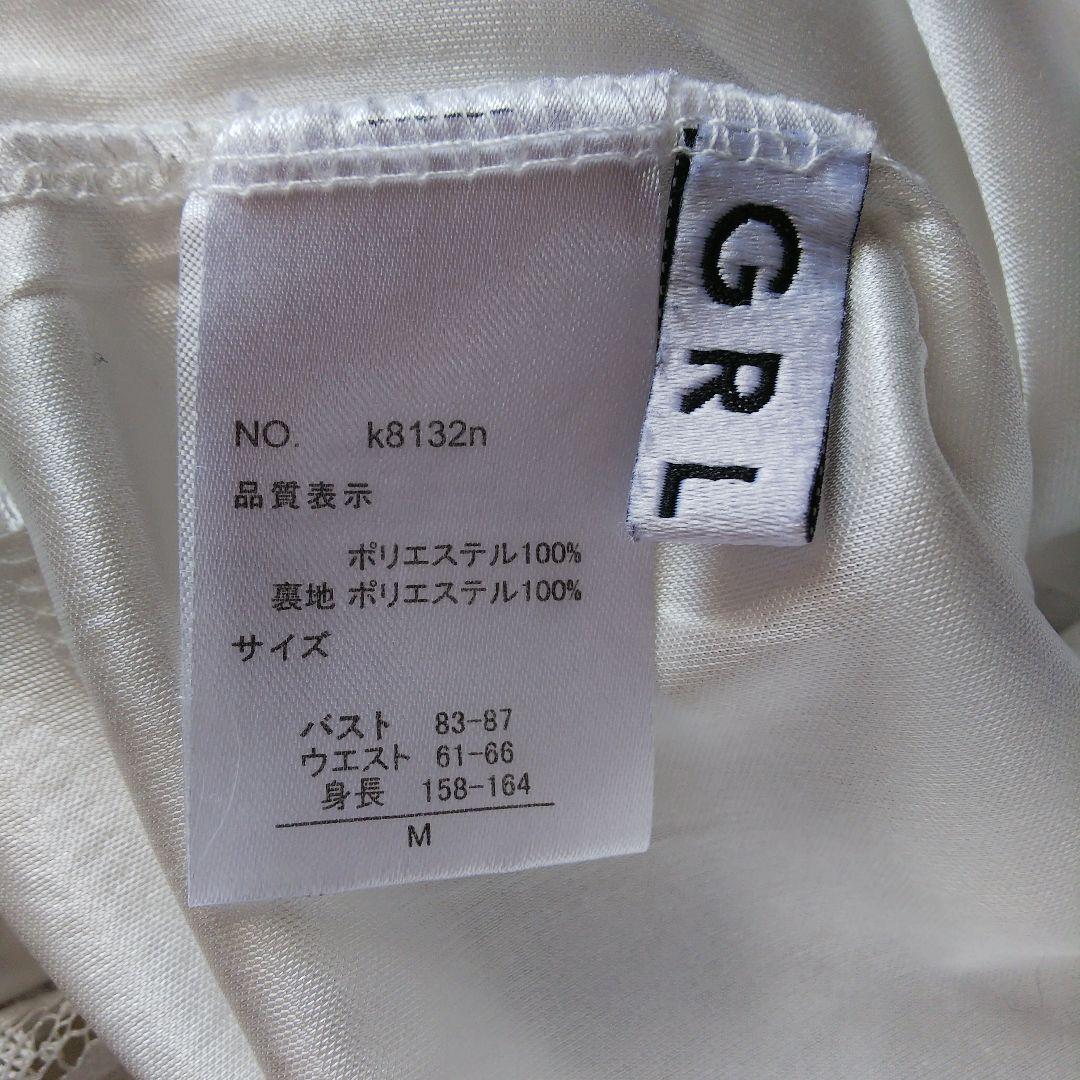 NO. k8132n
品質表示
ポリエステル100%
裏地 ポリエステル100%
サイズ
バスト 83-87
ウエスト 61-66
身長 158-164
M
GRL